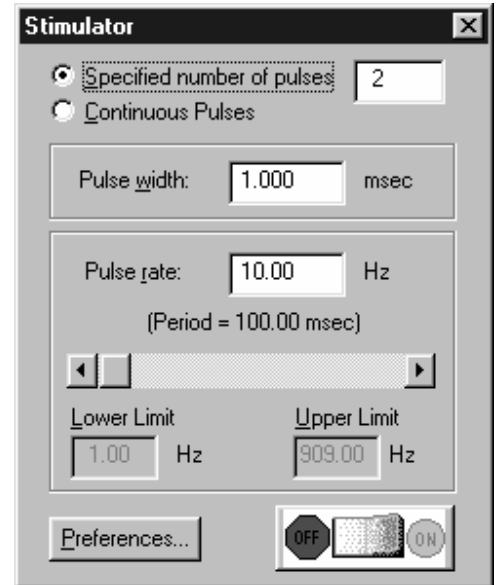 Stimulator
Specified number of pulses 2
Continuous Pulses
Pulse width: 1.000 msec
Pulse rate: 10.00 Hz
(Period = 100.00 msec)
Lower Limit Upper Limit
1.00 Hz 909.00 Hz
Preferences... OFF ON